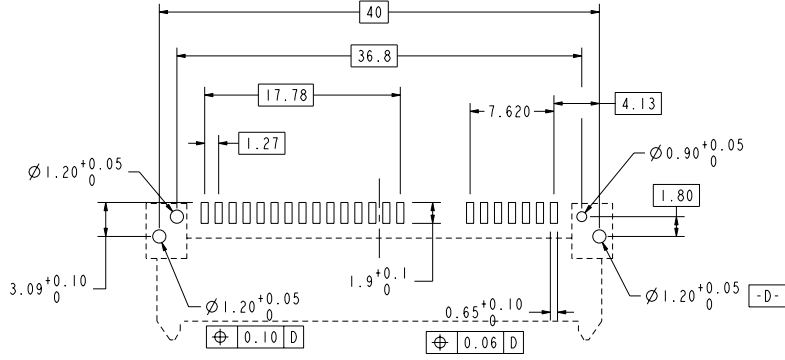 40
36.8
17.78
7.620
4.13
1.27
Ø0.90 +0.05 0
Ø1.20 +0.05 0
1.80
3.09 +0.10 0
1.9 +0.1 0
Ø1.20 +0.05 0
0.65 +0.10 0
Ø1.20 +0.05 0
-D-
⌖ 0.10 D
⌖ 0.06 D